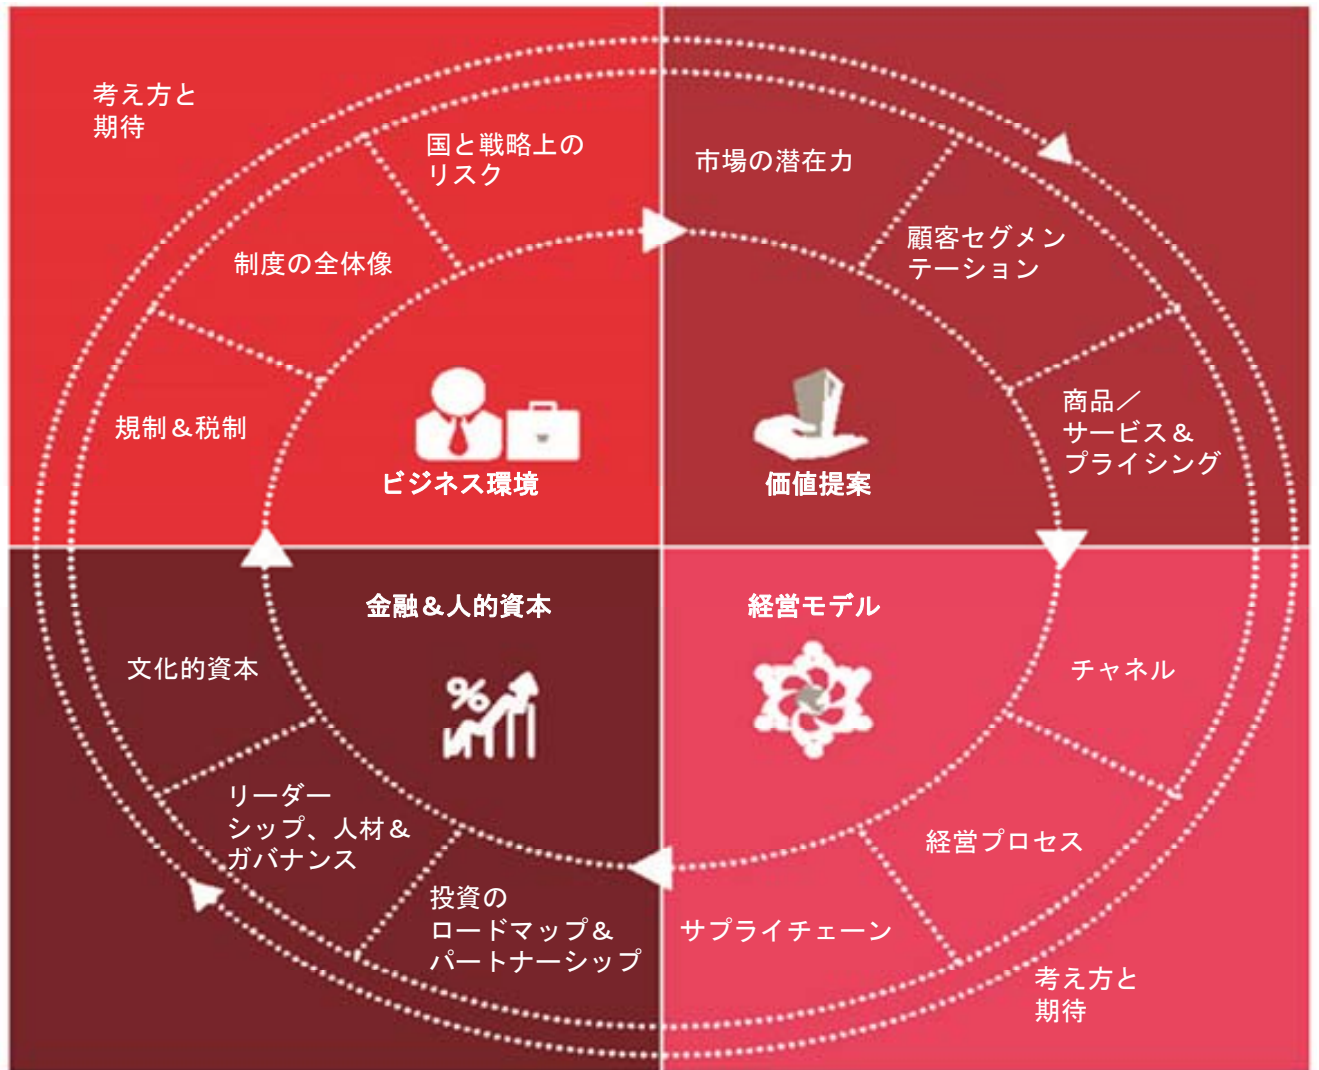 考え方と
期待
国と戦略上の
リスク
制度の全体像
規制＆税制
ビジネス環境
市場の潜在力
顧客セグメン
テーション
商品／
サービス＆
プライシング
価値提案
金融＆人的資本
文化的資本
%
リーダー
シップ、人材＆
ガバナンス
投資の
ロードマップ＆
パートナーシップ
経営モデル
チャネル
経営プロセス
サプライチェーン
考え方と
期待